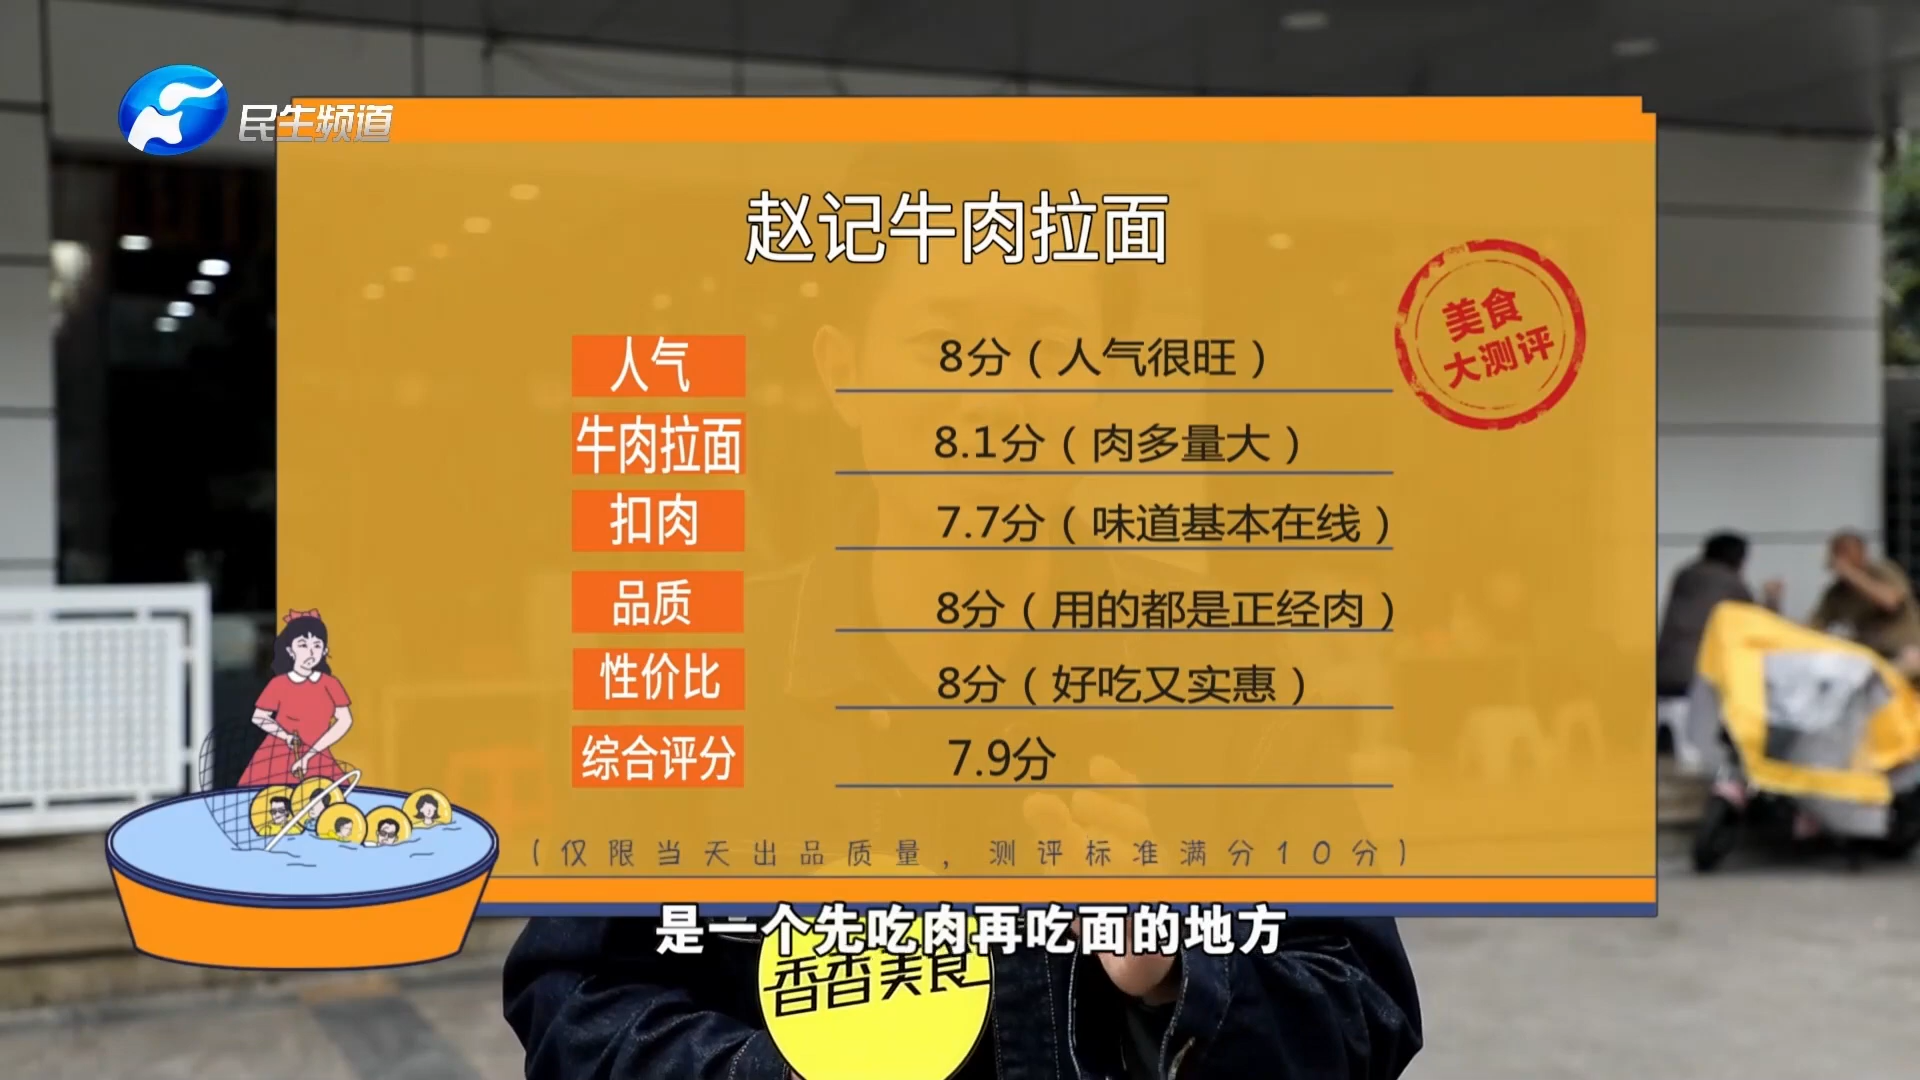 民生频道
赵记牛肉拉面
美食
大测评
人气 8分（人气很旺）
牛肉拉面 8.1分（肉多量大）
扣肉 7.7分（味道基本在线）
品质 8分（用的都是正经肉）
性价比 8分（好吃又实惠）
综合评分 7.9分
（仅限当天出品质量，测评标准满分10分）
是一个先吃肉再吃面的地方
香香美食